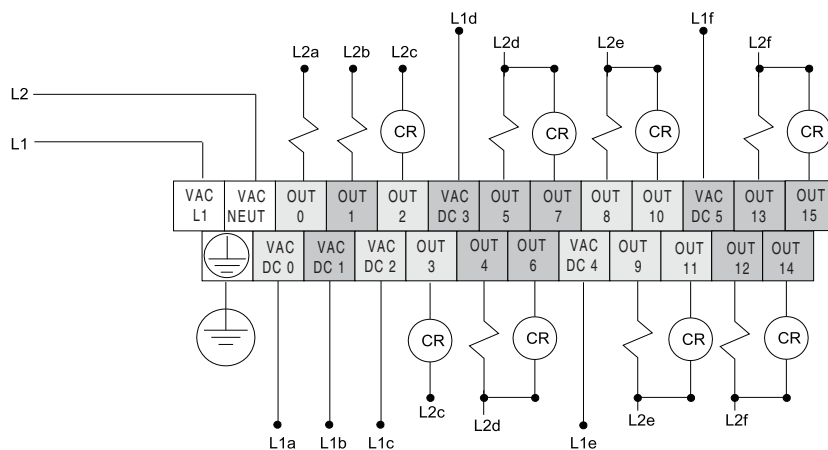 L1d L1f
L2a L2b L2c L2d L2e L2f
L2
L1
CR CR CR CR
VAC L1 VAC NEUT OUT 0 OUT 1 OUT 2 VAC DC 3 OUT 5 OUT 7 OUT 8 OUT 10 VAC DC 5 OUT 13 OUT 15
VAC DC 0 VAC DC 1 VAC DC 2 OUT 3 OUT 4 OUT 6 VAC DC 4 OUT 9 OUT 11 OUT 12 OUT 14
CR CR CR CR
L2c L2d L2e L2f
L1a L1b L1c L1e